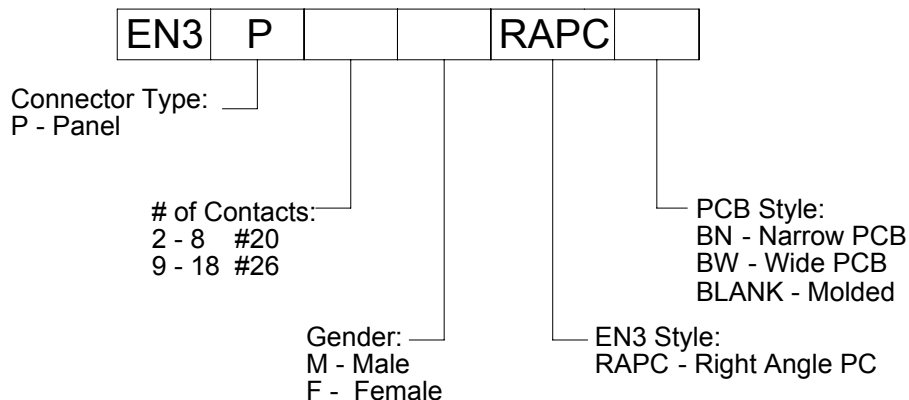 EN3 P RAPC
Connector Type:
P - Panel
# of Contacts:
2 - 8 #20
9 - 18 #26
PCB Style:
BN - Narrow PCB
BW - Wide PCB
BLANK - Molded
Gender:
M - Male
F - Female
EN3 Style:
RAPC - Right Angle PC